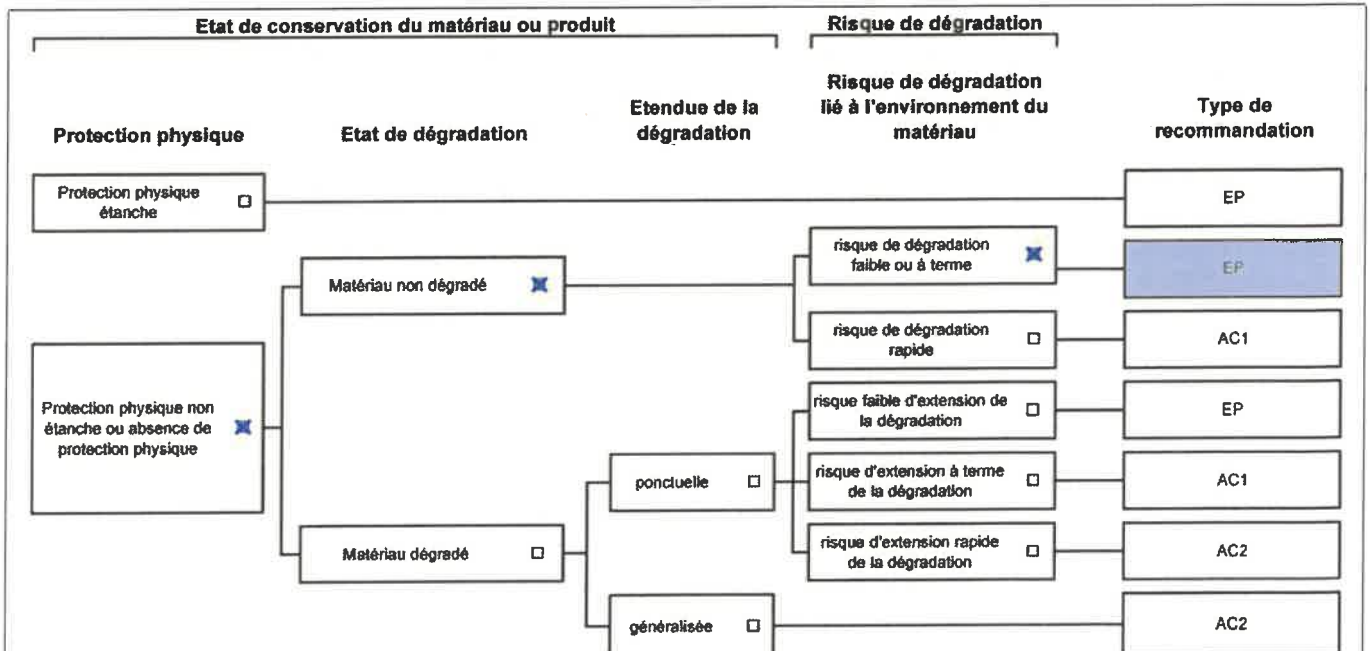 Etat de conservation du matériau ou produit
Risque de dégradation
Protection physique
Etat de dégradation
Etendue de la
dégradation
Risque de dégradation
lié à l'environnement du
matériau
Type de
recommandation
Protection physique
étanche
EP
Matériau non dégradé
risque de dégradation
faible ou à terme
EP
risque de dégradation
rapide
AC1
Protection physique non
étanche ou absence de
protection physique
risque faible d'extension de
la dégradation
EP
ponctuelle
risque d'extension à terme
de la dégradation
AC1
Matériau dégradé
risque d'extension rapide
de la dégradation
AC2
généralisée
AC2